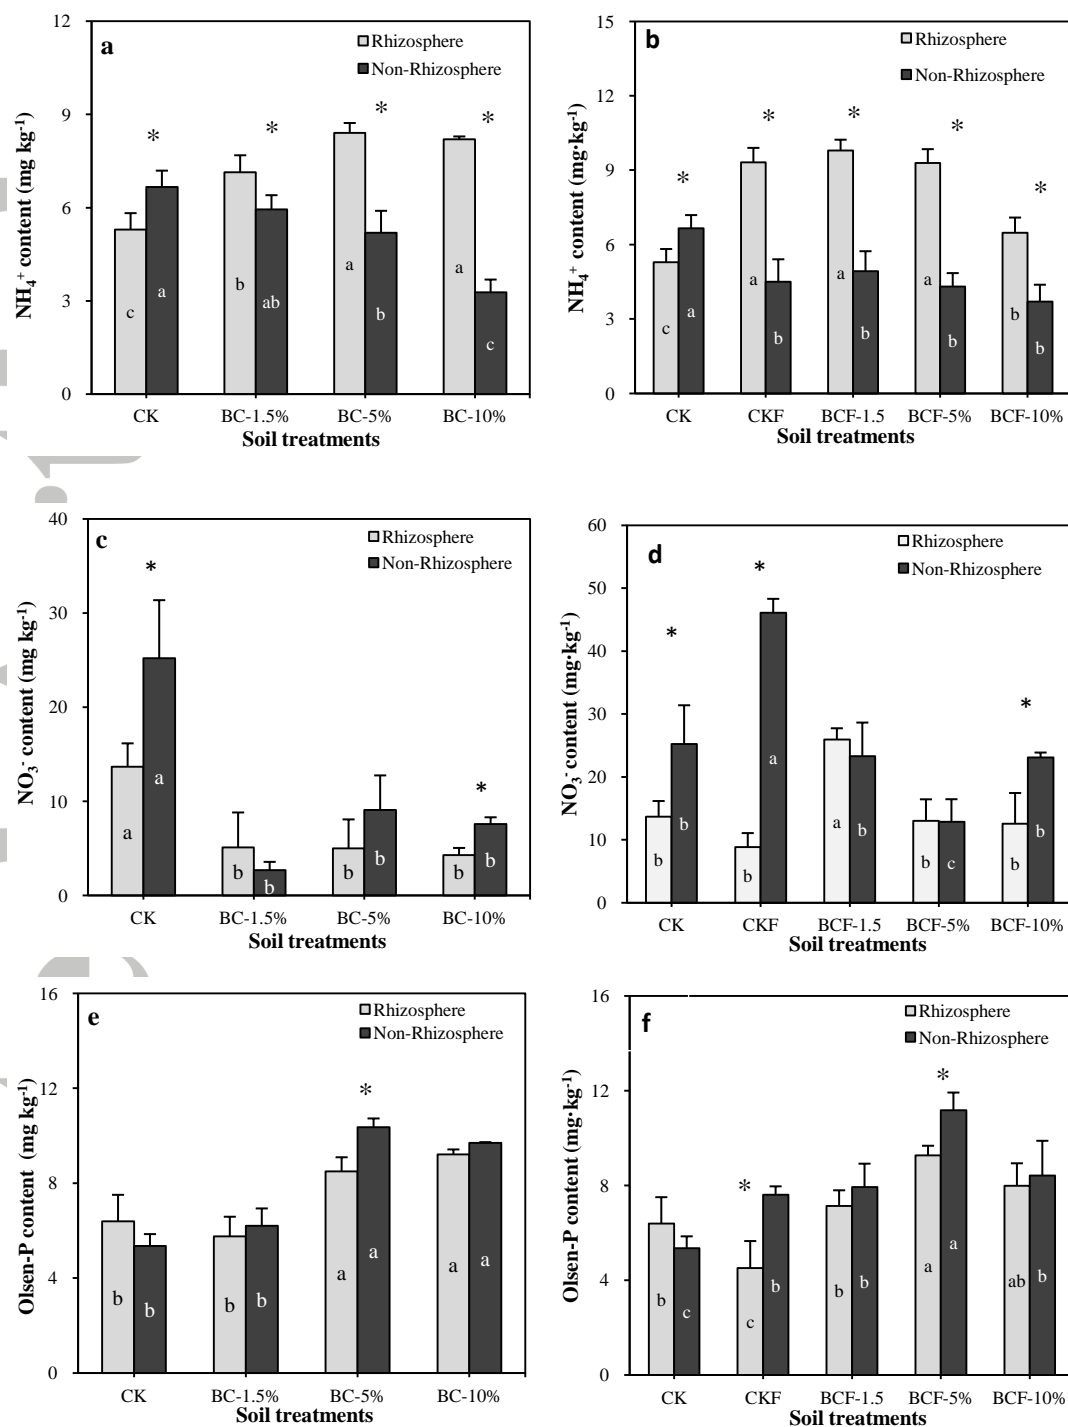 a
Rhizosphere
Non-Rhizosphere
12
9
6
3
0
NH₄⁺ content (mg kg⁻¹)
* * * *
c a b ab a b a c
CK BC-1.5% BC-5% BC-10%
Soil treatments
b
Rhizosphere
Non-Rhizosphere
15
12
9
6
3
0
NH₄⁺ content (mg·kg⁻¹)
* * * * *
c a a b a b a b b b
CK CKF BCF-1.5 BCF-5% BCF-10%
Soil treatments
c
Rhizosphere
Non-Rhizosphere
40
30
20
10
0
NO₃⁻ content (mg kg⁻¹)
* *
a a b b b b b b
CK BC-1.5% BC-5% BC-10%
Soil treatments
d
Rhizosphere
Non-Rhizosphere
60
50
40
30
20
10
0
NO₃⁻ content (mg·kg⁻¹)
* * *
b b b a a b b c b b
CK CKF BCF-1.5 BCF-5% BCF-10%
Soil treatments
e
Rhizosphere
Non-Rhizosphere
16
12
8
4
0
Olsen-P content (mg kg⁻¹)
*
b b b b a a a a
CK BC-1.5% BC-5% BC-10%
Soil treatments
f
Rhizosphere
Non-Rhizosphere
16
12
8
4
0
Olsen-P content (mg·kg⁻¹)
* *
b c c b b b a a ab b
CK CKF BCF-1.5 BCF-5% BCF-10%
Soil treatments